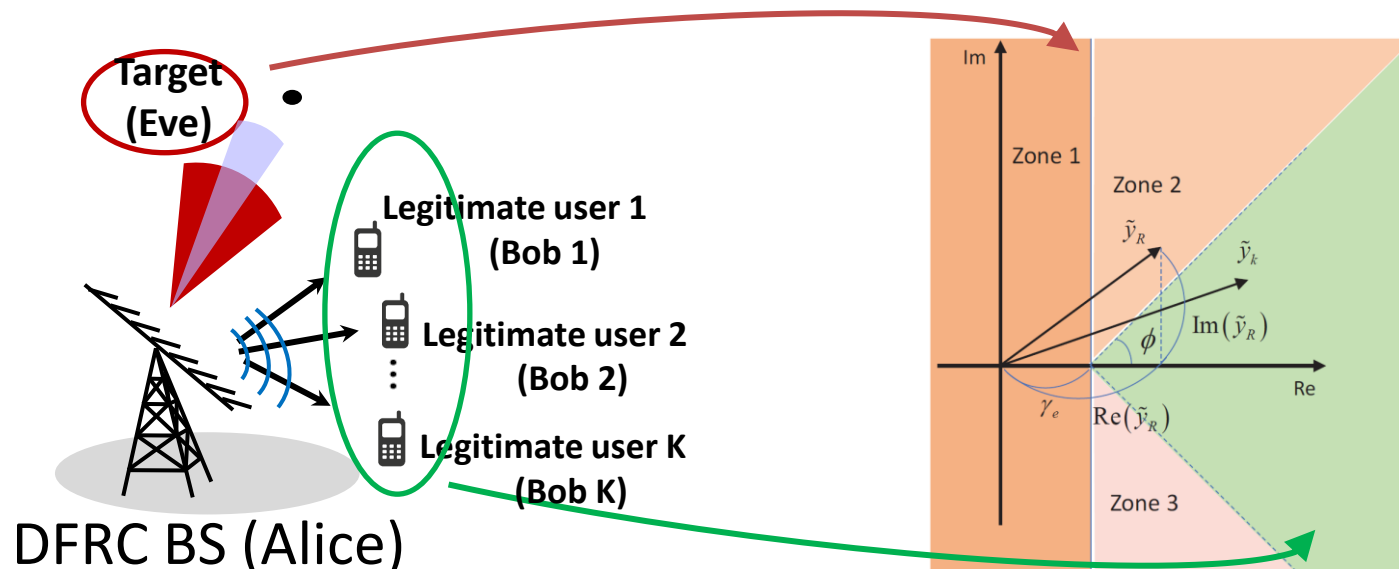 Target
(Eve)
Legitimate user 1
(Bob 1)
Legitimate user 2
(Bob 2)
⋮
Legitimate user K
(Bob K)
DFRC BS (Alice)
Im
Zone 1
Zone 2
ỹ_R
ỹ_k
Im(ỹ_R)
ϕ
Re
γ_e
Re(ỹ_R)
Zone 3